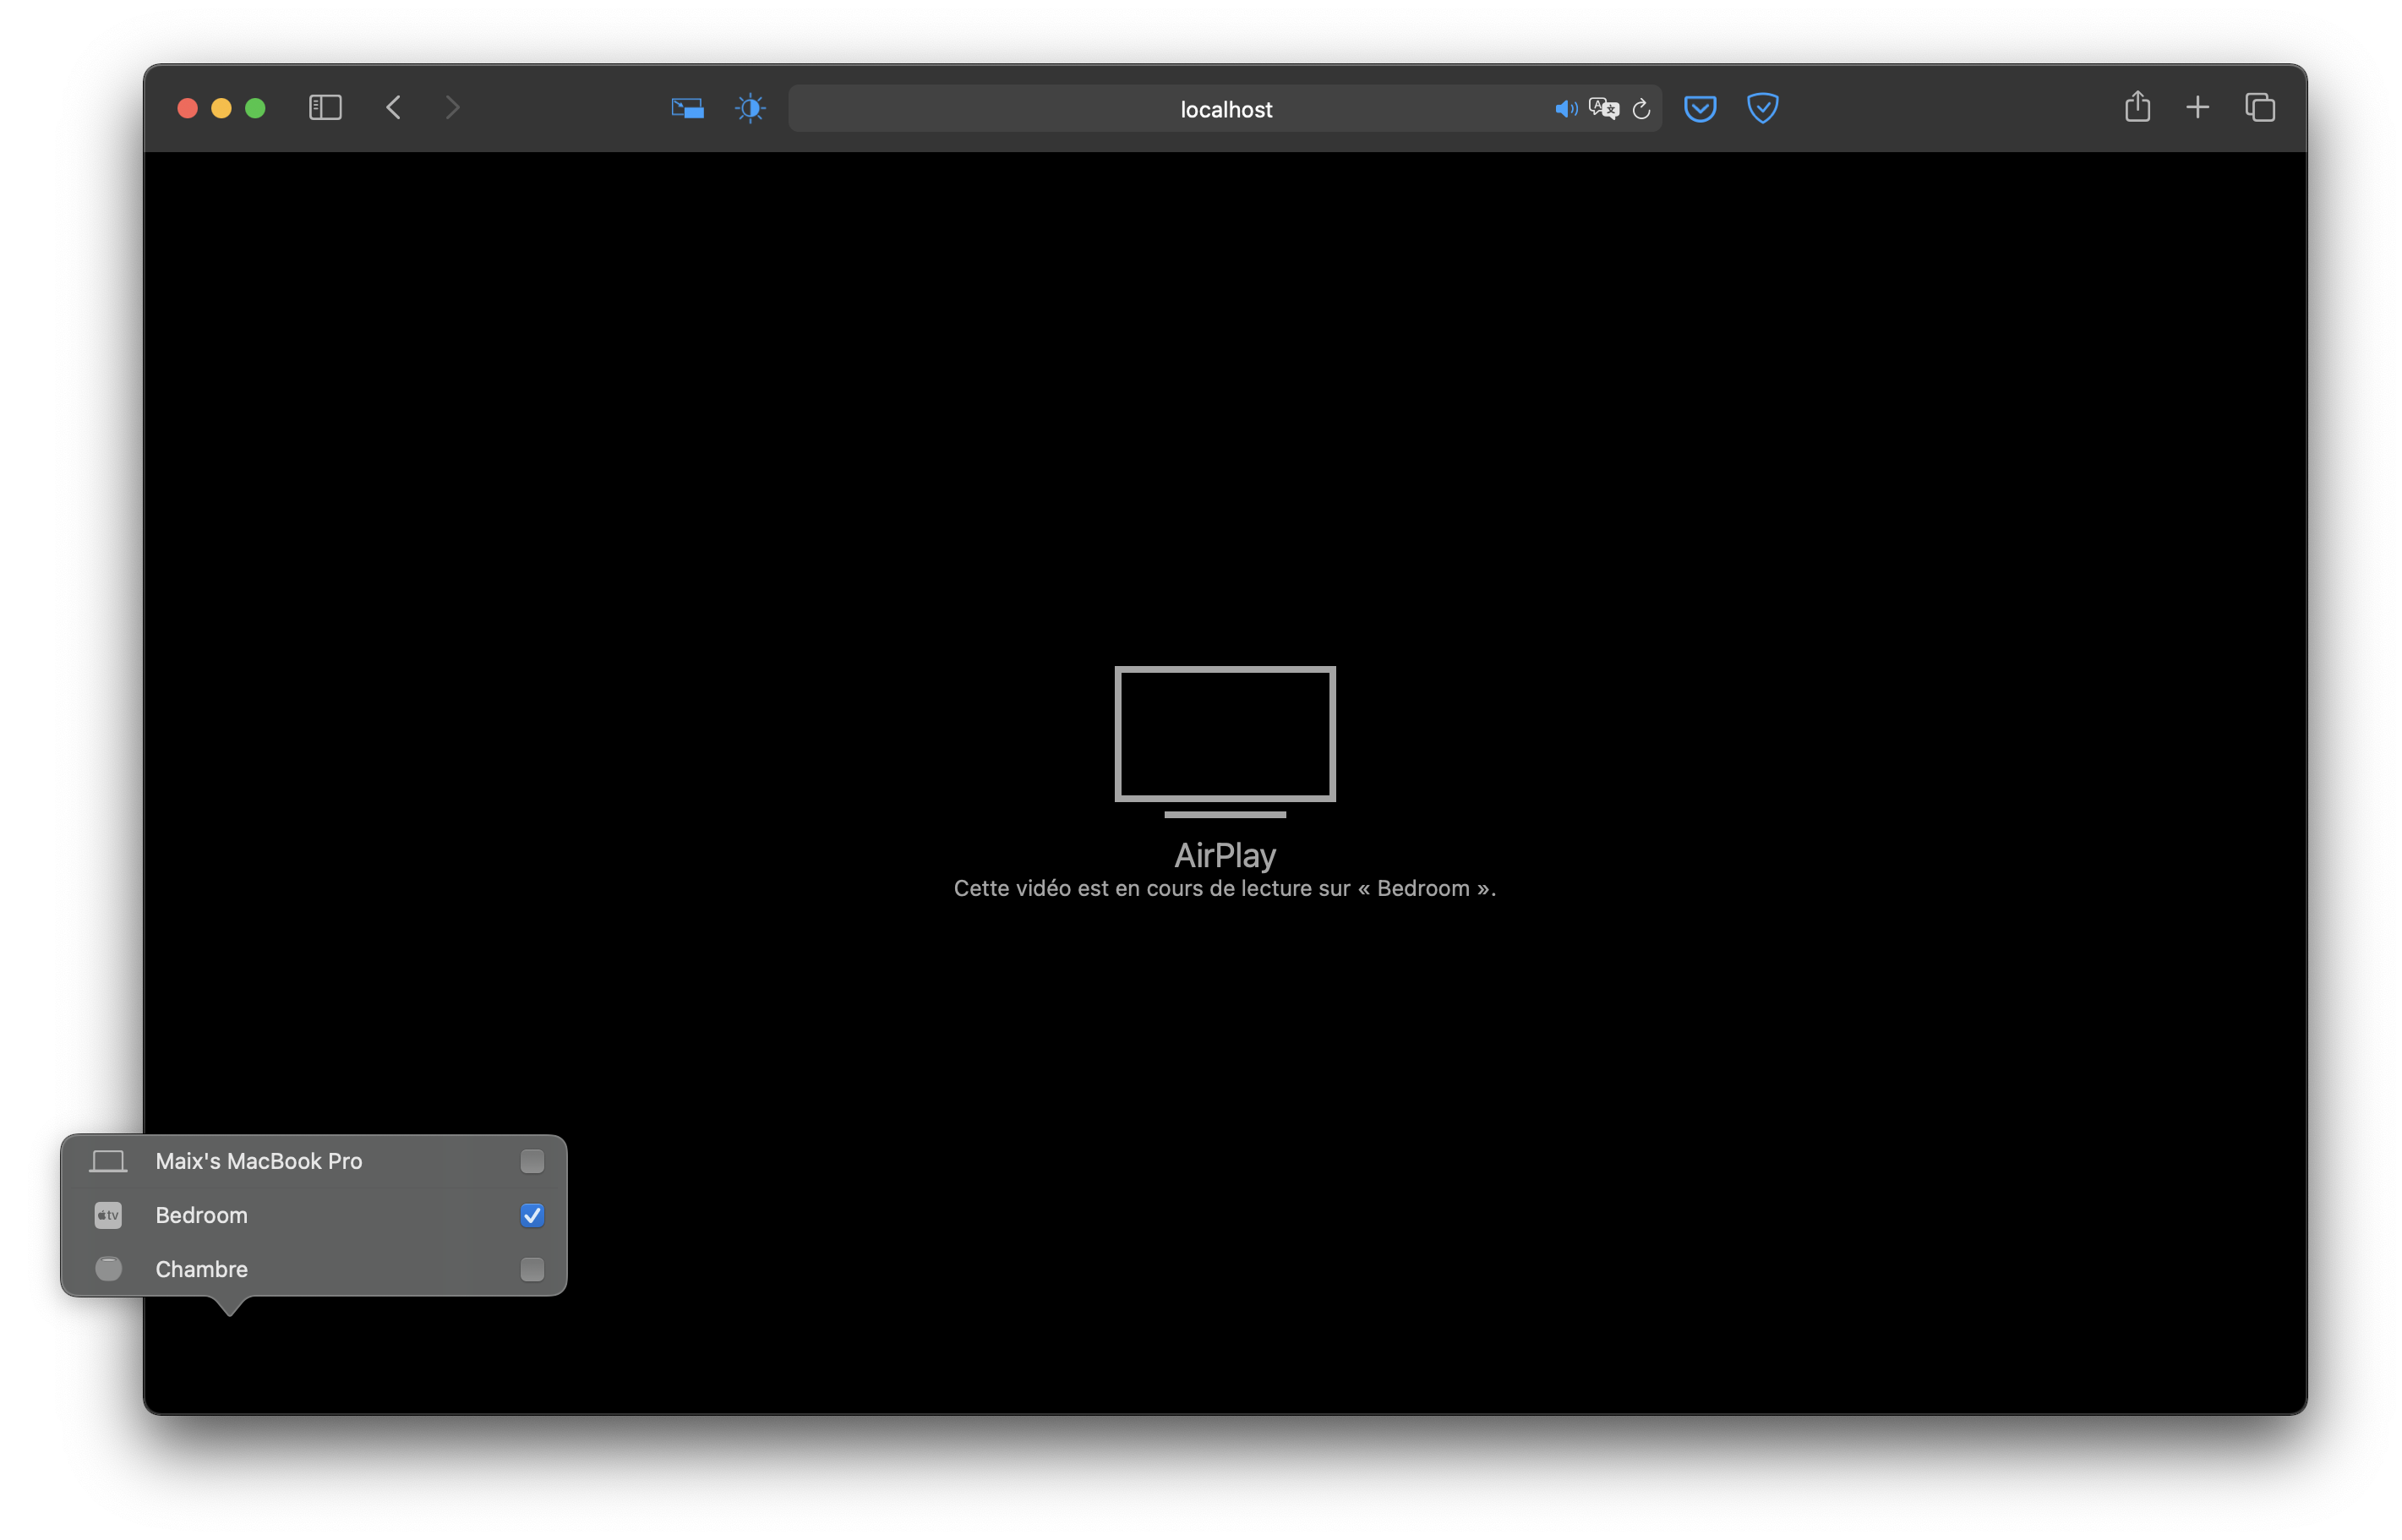 localhost
AirPlay
Cette vidéo est en cours de lecture sur « Bedroom ».
Maix's MacBook Pro
tv
Bedroom
Chambre